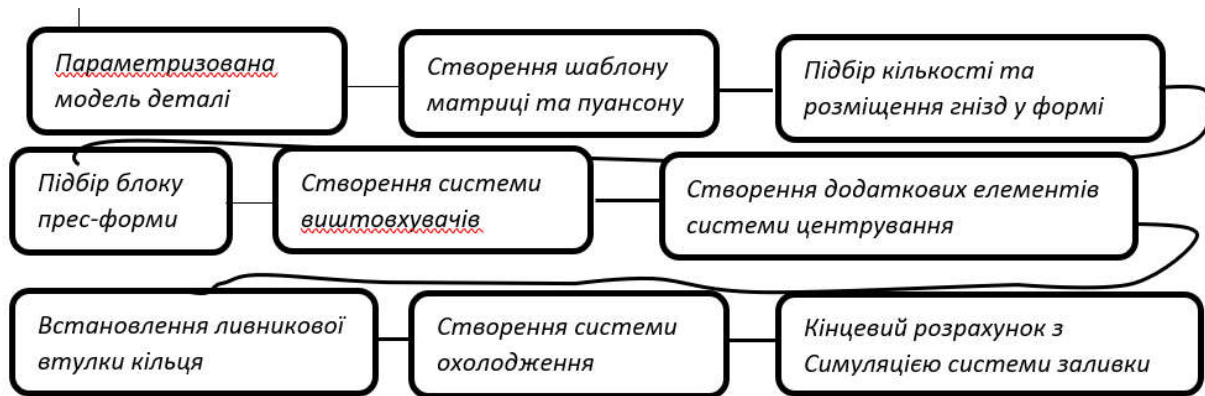 Параметризована
модель деталі
Створення шаблону
матриці та пуансону
Підбір кількості та
розміщення гнізд у формі
Підбір блоку
прес-форми
Створення системи
виштовхувачів
Створення додаткових елементів
системи центрування
Встановлення ливникової
втулки кільця
Створення системи
охолодження
Кінцевий розрахунок з
Симуляцією системи заливки